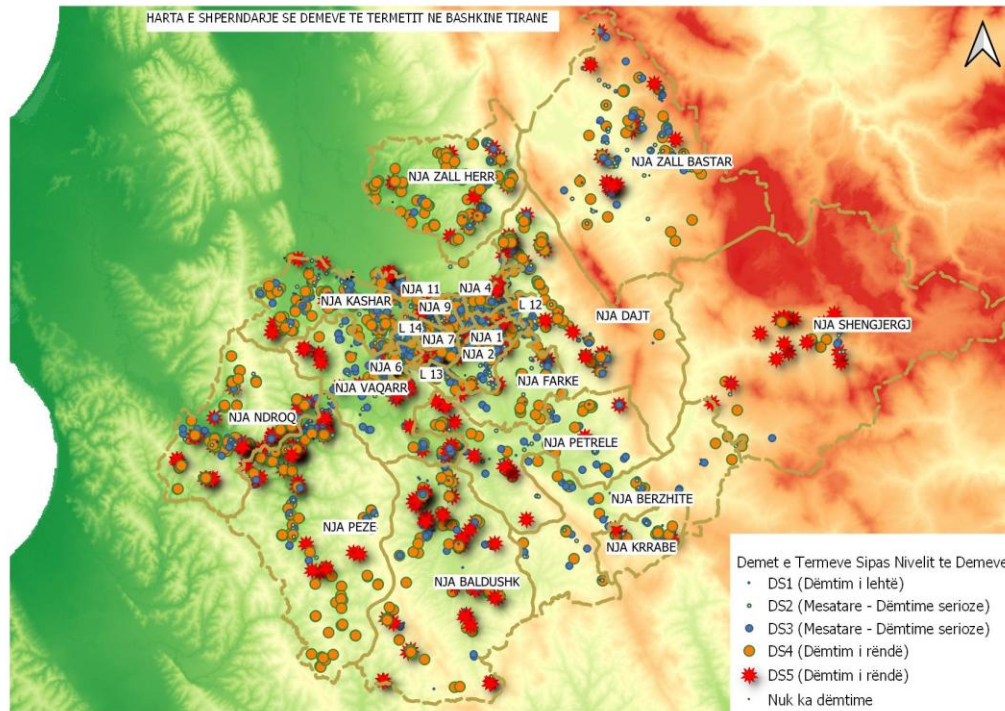 HARTA E SHPERNDARJE SE DEMEVE TE TERMETIT NE BASHKINE TIRANE
NJA ZALL BASTAR
NJA ZALL HERR
NJA KASHAR
NJA 11
NJA 4
NJA 9
L 12
NJA DAJT
NJA SHENGJERGJ
L 14
NJA 7
NJA 1
NJA 2
NJA 6
L 13
NJA VAQARR
NJA FARKE
NJA NDROQ
NJA PETRELE
NJA BERZHITE
NJA PEZE
NJA KRRABE
NJA BALDUSHK
Demet e Termeve Sipas Nivelit te Demeve
DS1 (Dëmtim i lehtë)
DS2 (Mesatare - Dëmtime serioze)
DS3 (Mesatare - Dëmtime serioze)
DS4 (Dëmtim i rëndë)
DS5 (Dëmtim i rëndë)
Nuk ka dëmtime